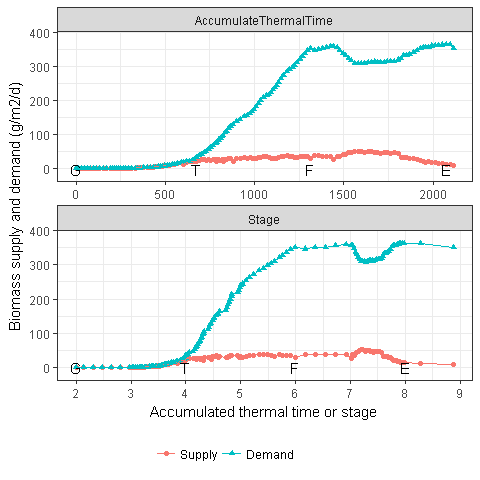 AccumulateThermalTime
400
300
200
100
0
G T F E
0 500 1000 1500 2000
Stage
400
300
200
100
0
G T F E
2 3 4 5 6 7 8 9
Biomass supply and demand (g/m2/d)
Accumulated thermal time or stage
Supply Demand